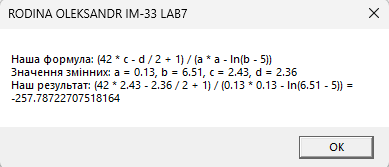 RODINA OLEKSANDR IM-33 LAB7
Наша формула: (42 * c - d / 2 + 1) / (a * a - ln(b - 5))
Значення змінних: a = 0.13, b = 6.51, c = 2.43, d = 2.36
Наш результат: (42 * 2.43 - 2.36 / 2 + 1) / (0.13 * 0.13 - ln(6.51 - 5)) =
-257.78722707518164
OK